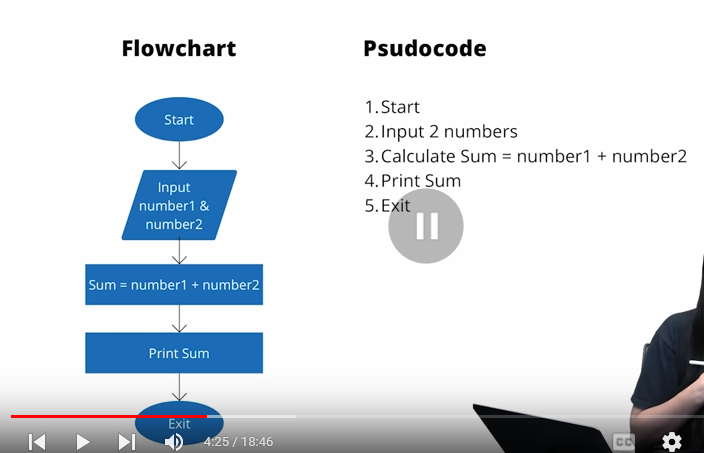 Flowchart
Start
Input
number1 &
number2
Sum = number1 + number2
Print Sum
Exit
Psudocode
1. Start
2. Input 2 numbers
3. Calculate Sum = number1 + number2
4. Print Sum
5. Exit
4:25 / 18:46
CC